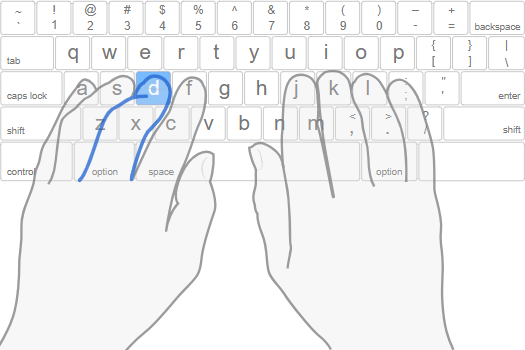 ~ ! @ # $ % ^ & * ( ) – +
` 1 2 3 4 5 6 7 8 9 0 - = backspace
tab q w e r t y u i o p { [ } ] | \
caps lock a s d f g h j k l : ; " ' enter
shift z x c v b n m < , > . ? / shift
control option space option